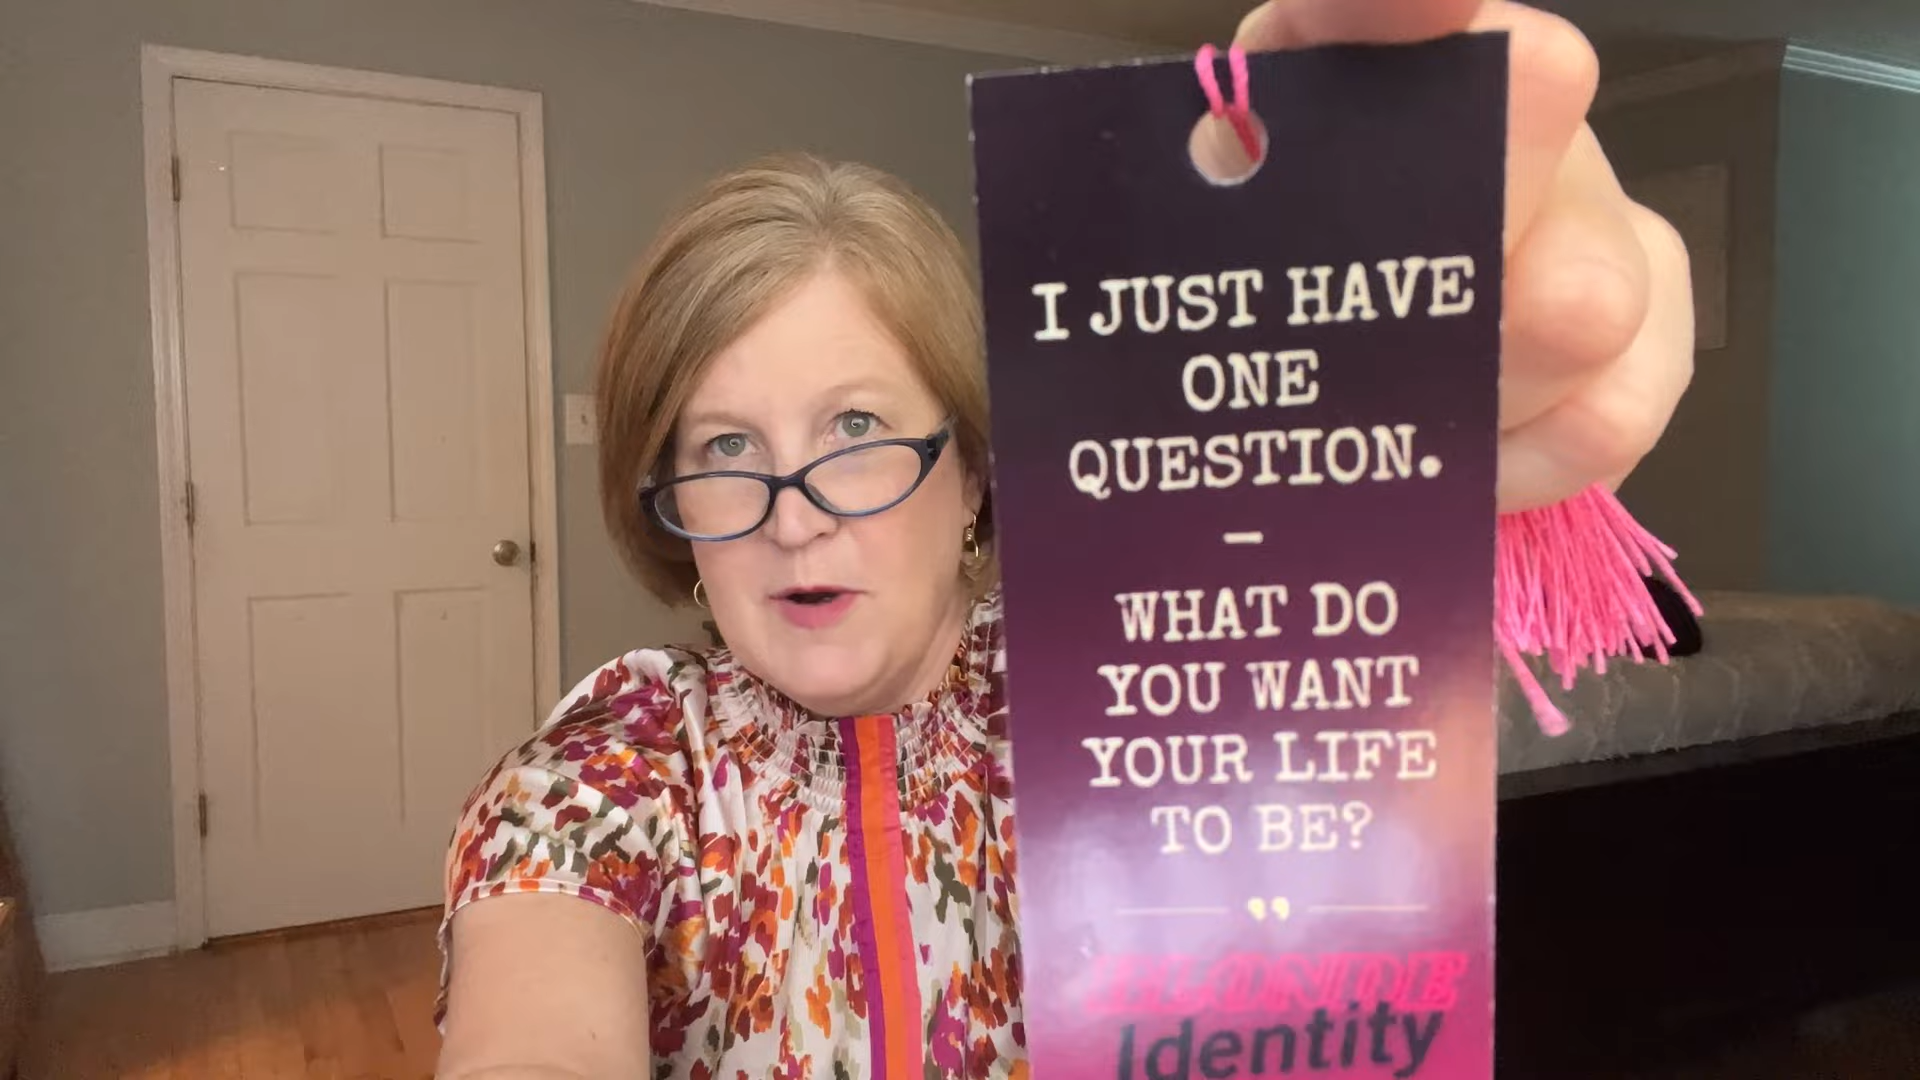 I JUST HAVE
ONE
QUESTION.
—
WHAT DO
YOU WANT
YOUR LIFE
TO BE?
”
BLONDE
Identity